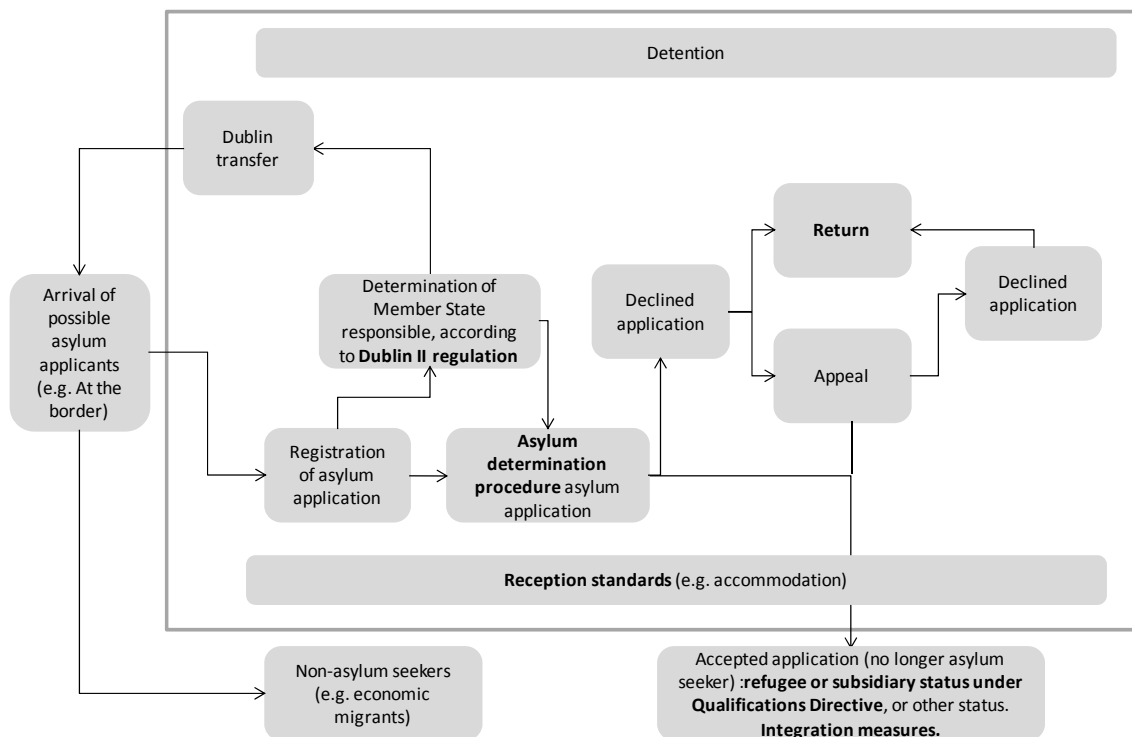 Detention
Dublin
transfer
Return
Declined
application
Arrival of
possible
asylum
applicants
(e.g. At the
border)
Determination of
Member State
responsible, according
to Dublin II regulation
Declined
application
Appeal
Registration
of asylum
application
Asylum
determination
procedure asylum
application
Reception standards (e.g. accommodation)
Non-asylum seekers
(e.g. economic
migrants)
Accepted application (no longer asylum
seeker) :refugee or subsidiary status under
Qualifications Directive, or other status.
Integration measures.